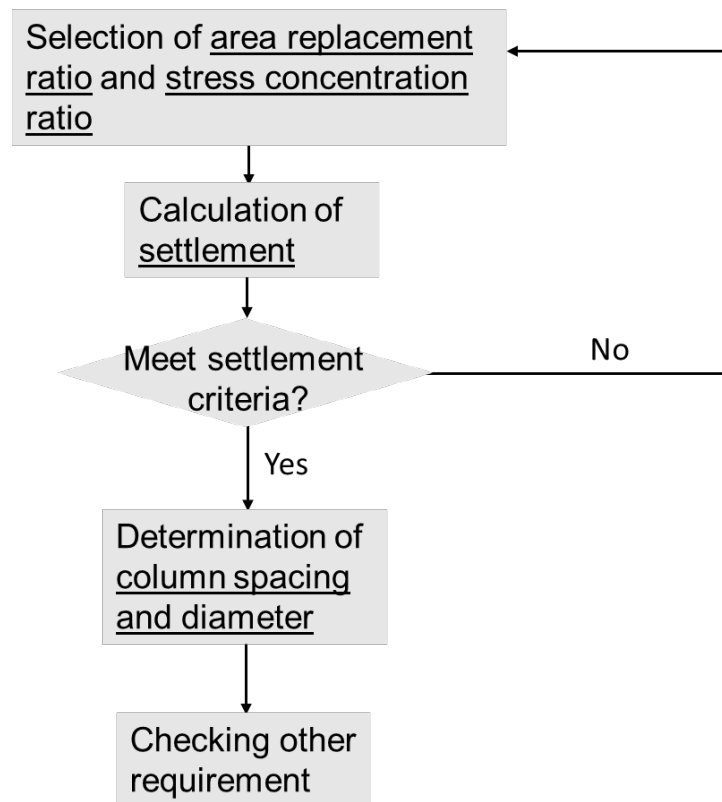 Selection of area replacement
ratio and stress concentration
ratio
Calculation of
settlement
Meet settlement
criteria?
No
Yes
Determination of
column spacing
and diameter
Checking other
requirement